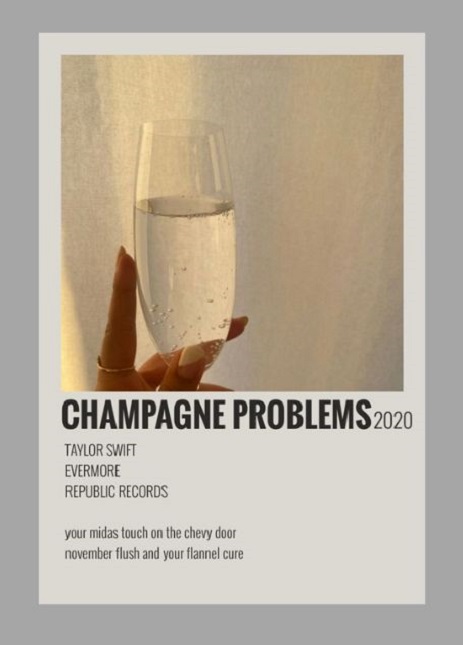 CHAMPAGNE PROBLEMS 2020
TAYLOR SWIFT
EVERMORE
REPUBLIC RECORDS
your midas touch on the chevy door
november flush and your flannel cure